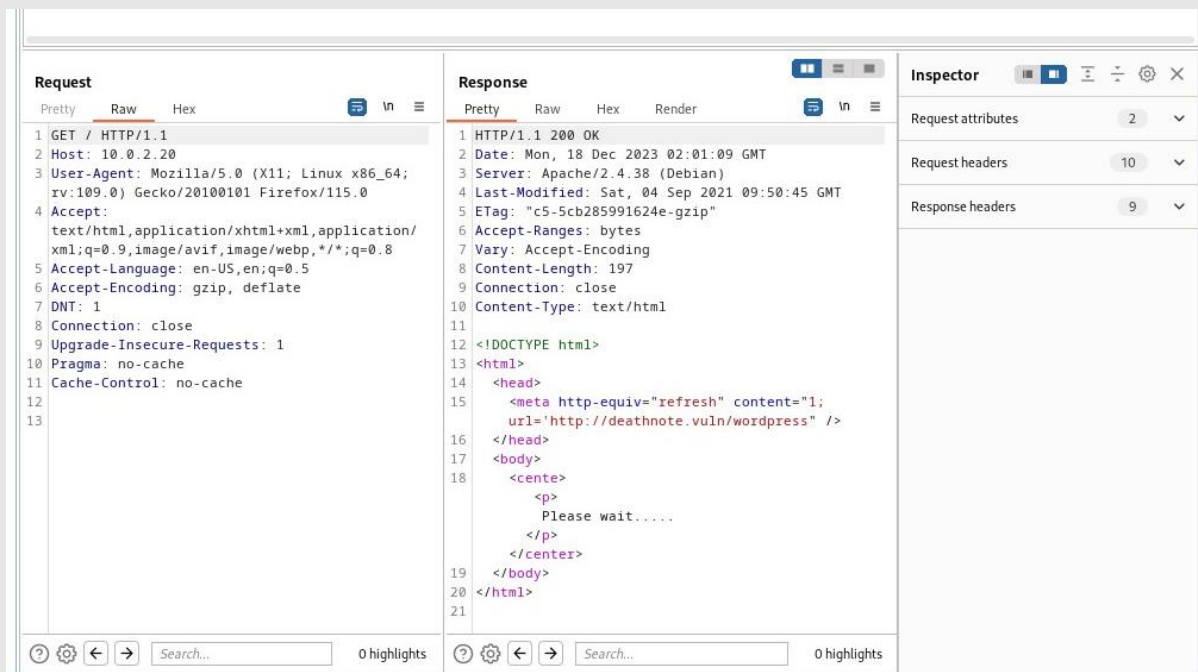 Request
Pretty Raw Hex \n
1 GET / HTTP/1.1
2 Host: 10.0.2.20
3 User-Agent: Mozilla/5.0 (X11; Linux x86_64;
rv:109.0) Gecko/20100101 Firefox/115.0
4 Accept:
text/html,application/xhtml+xml,application/
xml;q=0.9,image/avif,image/webp,*/*;q=0.8
5 Accept-Language: en-US,en;q=0.5
6 Accept-Encoding: gzip, deflate
7 DNT: 1
8 Connection: close
9 Upgrade-Insecure-Requests: 1
10 Pragma: no-cache
11 Cache-Control: no-cache
12
13
Search...
0 highlights
Response
Pretty Raw Hex Render \n
1 HTTP/1.1 200 OK
2 Date: Mon, 18 Dec 2023 02:01:09 GMT
3 Server: Apache/2.4.38 (Debian)
4 Last-Modified: Sat, 04 Sep 2021 09:50:45 GMT
5 ETag: "c5-5cb285991624e-gzip"
6 Accept-Ranges: bytes
7 Vary: Accept-Encoding
8 Content-Length: 197
9 Connection: close
10 Content-Type: text/html
11
12 <!DOCTYPE html>
13 <html>
14 <head>
15 <meta http-equiv="refresh" content="1;
url='http://deathnote.vuln/wordpress" />
16 </head>
17 <body>
18 <cente>
<p>
Please wait.....
</p>
</center>
19 </body>
20 </html>
21
Search...
0 highlights
Inspector
Request attributes 2
Request headers 10
Response headers 9